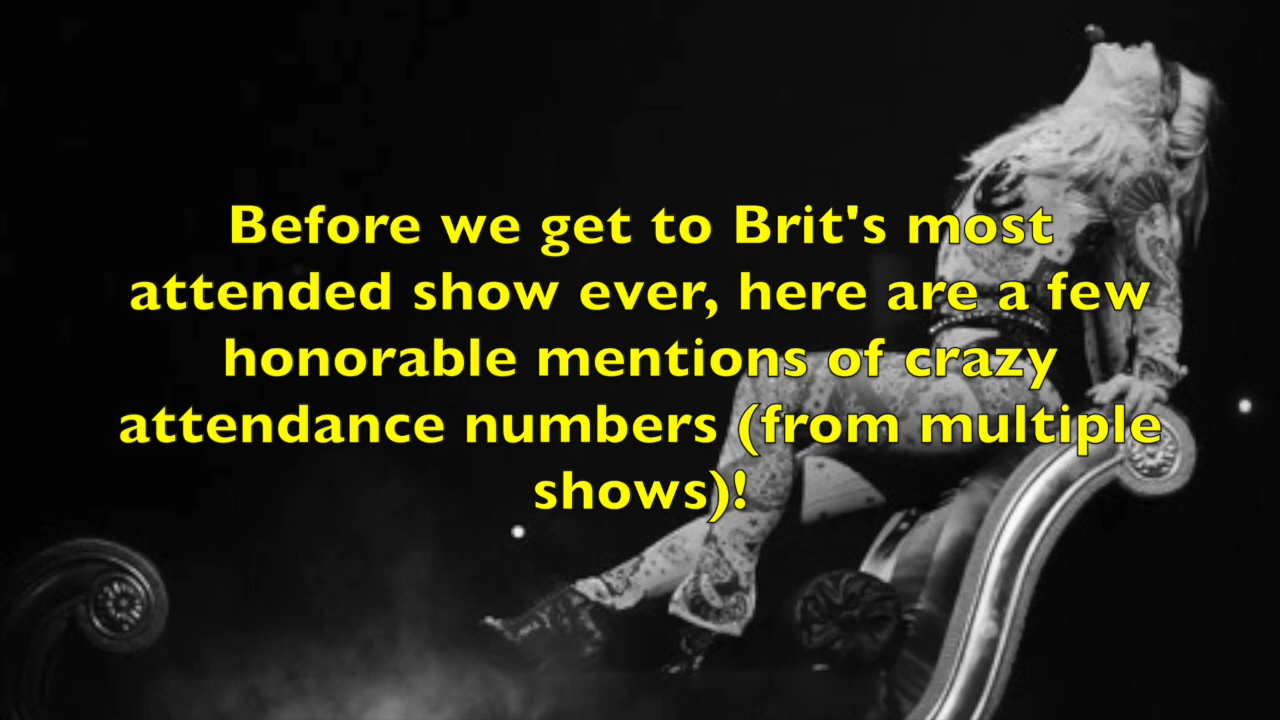 Before we get to Brit's most
attended show ever, here are a few
honorable mentions of crazy
attendance numbers (from multiple
shows)!